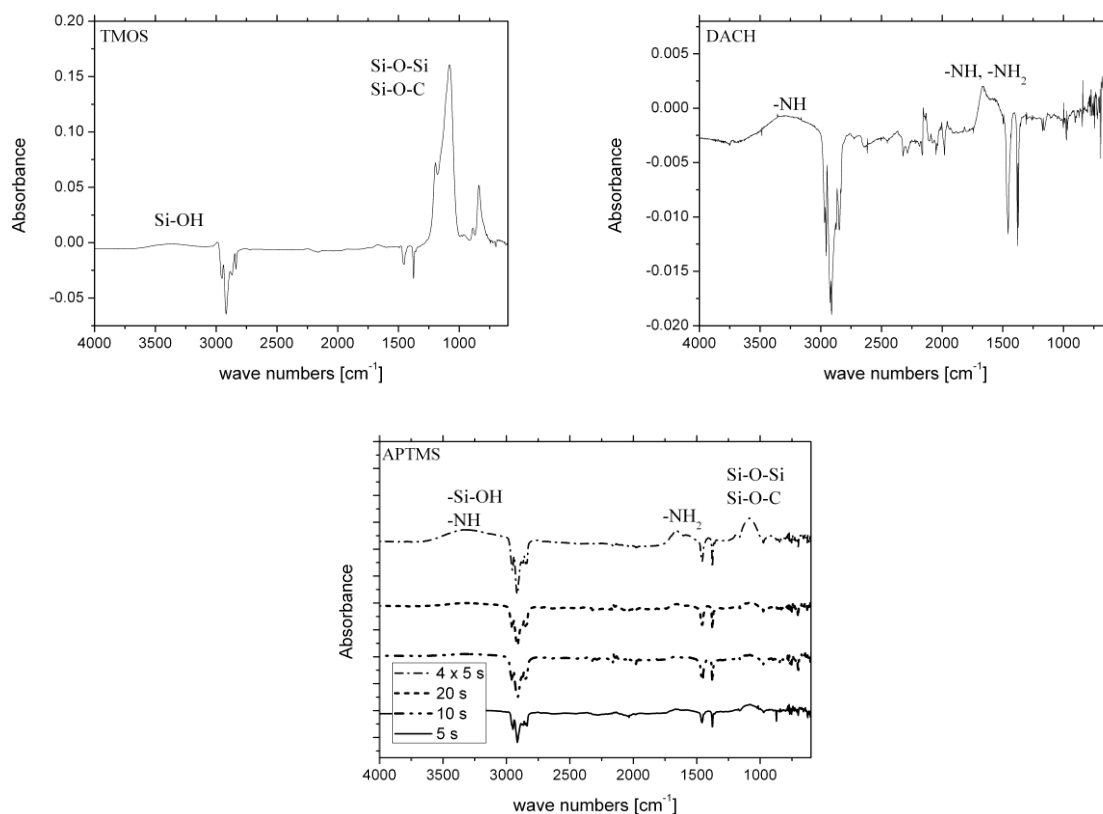 TMOS
0.20
0.15
0.10
0.05
0.00
-0.05
Absorbance
Si-O-Si
Si-O-C
Si-OH
4000 3500 3000 2500 2000 1500 1000
wave numbers [cm⁻¹]
DACH
0.005
0.000
-0.005
-0.010
-0.015
-0.020
Absorbance
-NH, -NH₂
-NH
4000 3500 3000 2500 2000 1500 1000
wave numbers [cm⁻¹]
APTMS
Absorbance
-Si-OH
-NH
-NH₂
Si-O-Si
Si-O-C
4 x 5 s
20 s
10 s
5 s
4000 3500 3000 2500 2000 1500 1000
wave numbers [cm⁻¹]